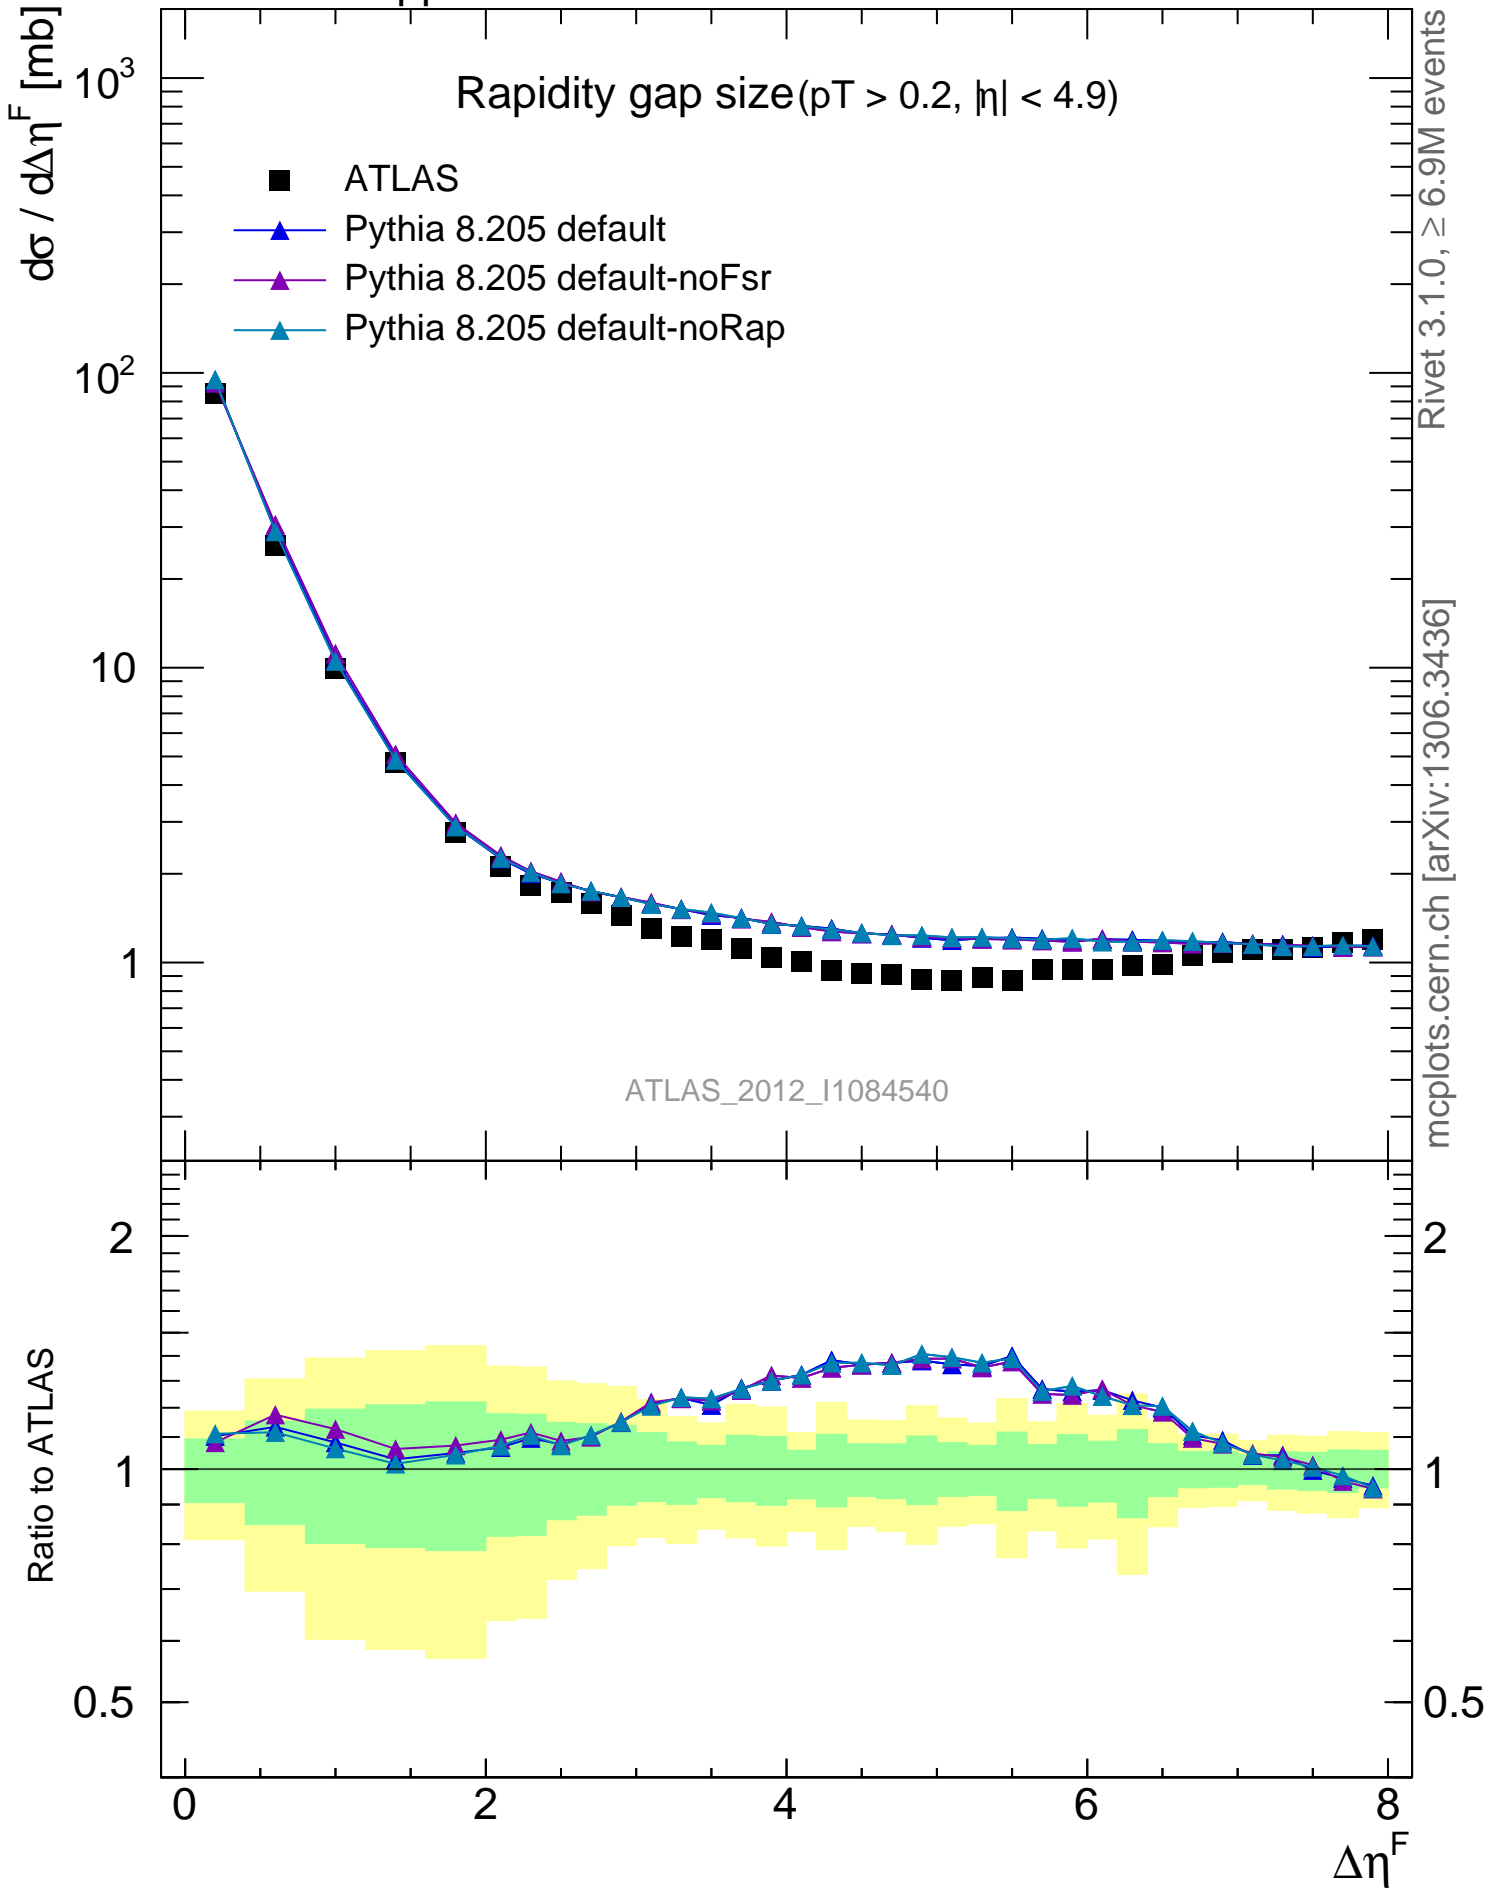 dσ / dΔη^F [mb]
10^3
10^2
10
1
Rapidity gap size (pT > 0.2, |η| < 4.9)
ATLAS
Pythia 8.205 default
Pythia 8.205 default-noFsr
Pythia 8.205 default-noRap
ATLAS_2012_I1084540
Rivet 3.1.0, ≥ 6.9M events
mcplots.cern.ch [arXiv:1306.3436]
Ratio to ATLAS
2
1
0.5
2
1
0.5
0 2 4 6 8
Δη^F